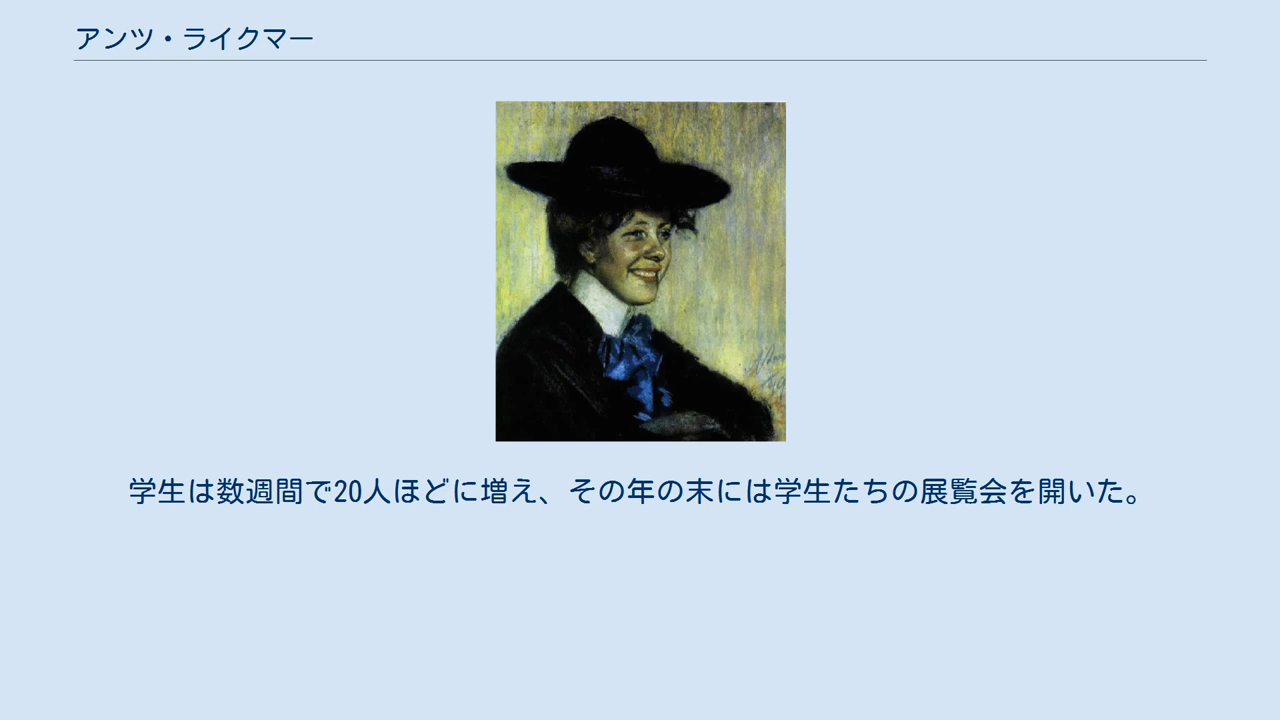 アンツ・ライクマー
学生は数週間で20人ほどに増え、その年の末には学生たちの展覧会を開いた。